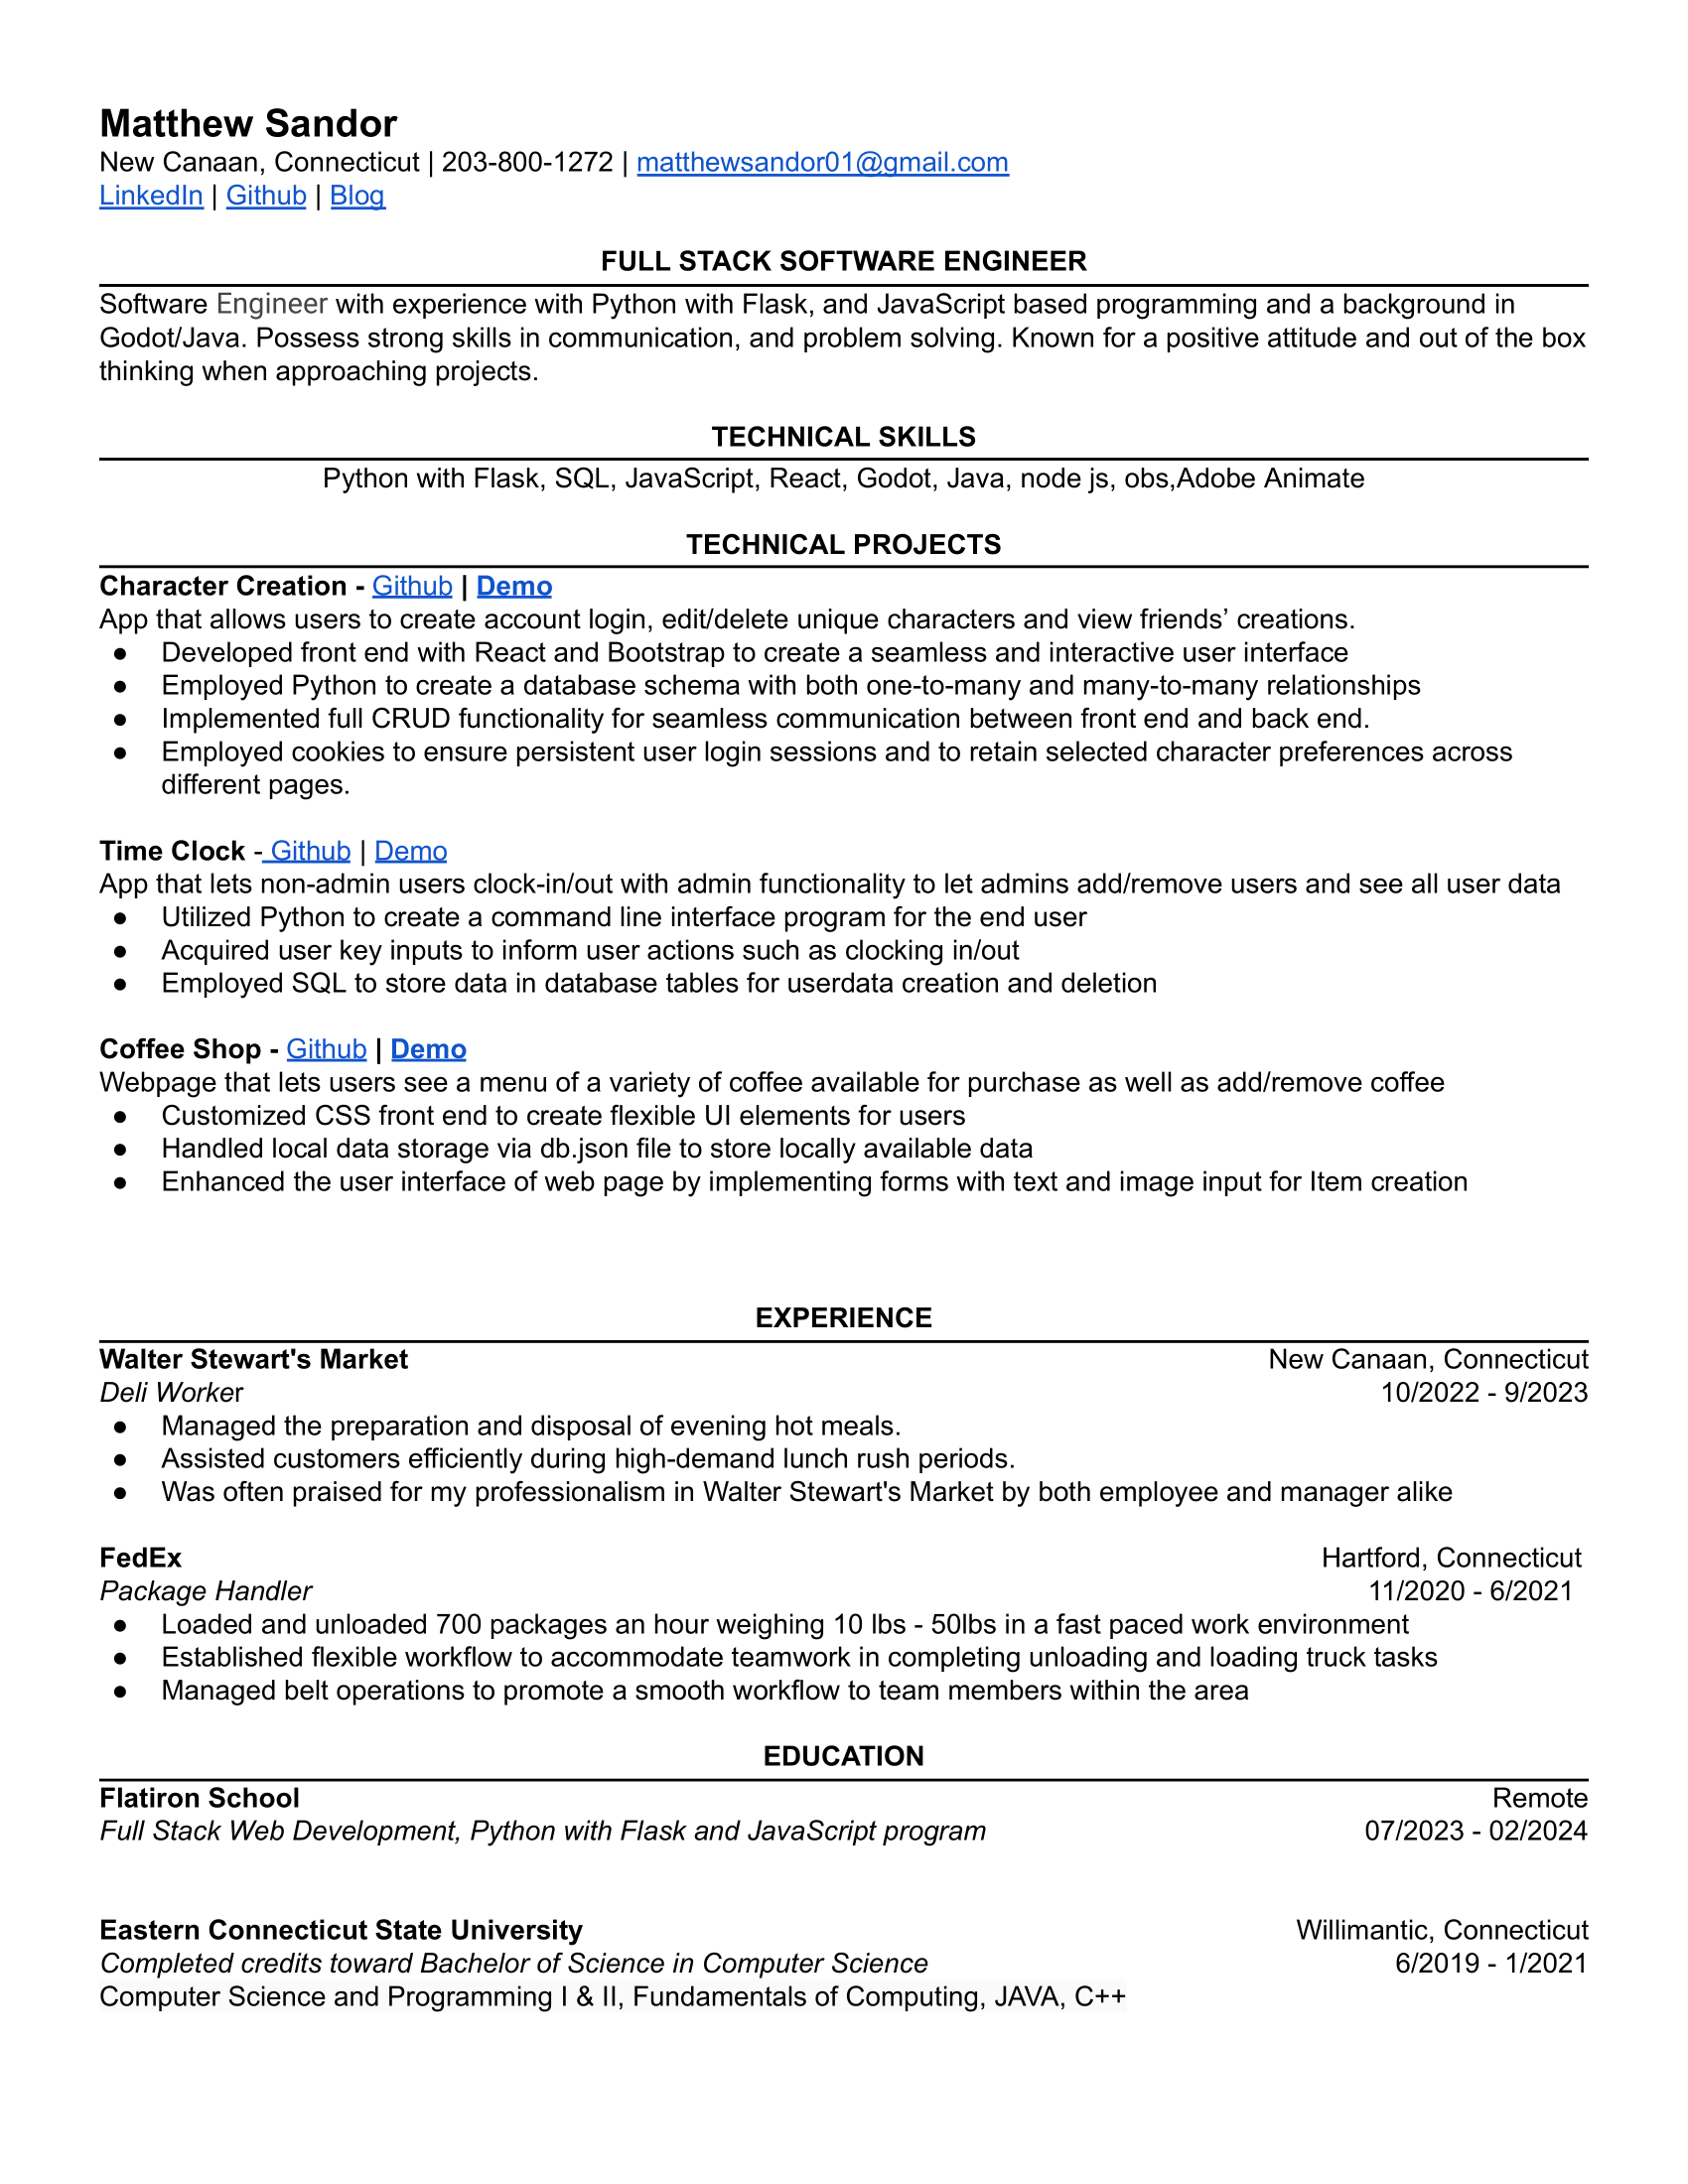 Matthew Sandor
New Canaan, Connecticut | 203-800-1272 | matthewsandor01@gmail.com
LinkedIn | Github | Blog
FULL STACK SOFTWARE ENGINEER
Software Engineer with experience with Python with Flask, and JavaScript based programming and a background in
Godot/Java. Possess strong skills in communication, and problem solving. Known for a positive attitude and out of the box
thinking when approaching projects.
TECHNICAL SKILLS
Python with Flask, SQL, JavaScript, React, Godot, Java, node js, obs,Adobe Animate
TECHNICAL PROJECTS
Character Creation - Github | Demo
App that allows users to create account login, edit/delete unique characters and view friends’ creations.
● Developed front end with React and Bootstrap to create a seamless and interactive user interface
● Employed Python to create a database schema with both one-to-many and many-to-many relationships
● Implemented full CRUD functionality for seamless communication between front end and back end.
● Employed cookies to ensure persistent user login sessions and to retain selected character preferences across
different pages.
Time Clock - Github | Demo
App that lets non-admin users clock-in/out with admin functionality to let admins add/remove users and see all user data
● Utilized Python to create a command line interface program for the end user
● Acquired user key inputs to inform user actions such as clocking in/out
● Employed SQL to store data in database tables for userdata creation and deletion
Coffee Shop - Github | Demo
Webpage that lets users see a menu of a variety of coffee available for purchase as well as add/remove coffee
● Customized CSS front end to create flexible UI elements for users
● Handled local data storage via db.json file to store locally available data
● Enhanced the user interface of web page by implementing forms with text and image input for Item creation
EXPERIENCE
Walter Stewart's Market New Canaan, Connecticut
Deli Worker 10/2022 - 9/2023
● Managed the preparation and disposal of evening hot meals.
● Assisted customers efficiently during high-demand lunch rush periods.
● Was often praised for my professionalism in Walter Stewart's Market by both employee and manager alike
FedEx Hartford, Connecticut
Package Handler 11/2020 - 6/2021
● Loaded and unloaded 700 packages an hour weighing 10 lbs - 50lbs in a fast paced work environment
● Established flexible workflow to accommodate teamwork in completing unloading and loading truck tasks
● Managed belt operations to promote a smooth workflow to team members within the area
EDUCATION
Flatiron School Remote
Full Stack Web Development, Python with Flask and JavaScript program 07/2023 - 02/2024
Eastern Connecticut State University Willimantic, Connecticut
Completed credits toward Bachelor of Science in Computer Science 6/2019 - 1/2021
Computer Science and Programming I & II, Fundamentals of Computing, JAVA, C++